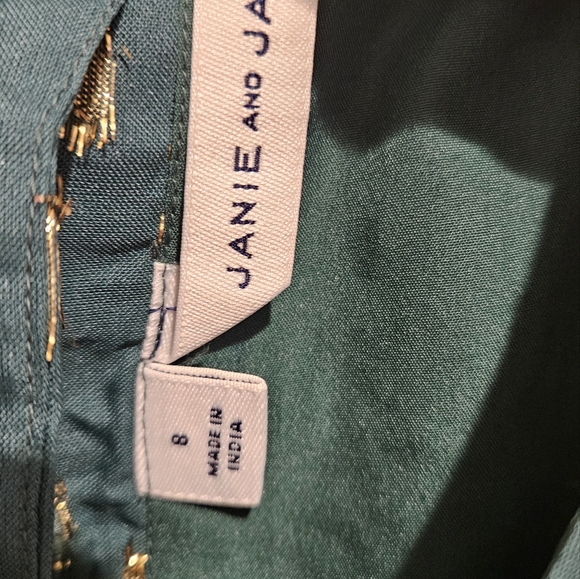 JANIE AND JA
8
MADE IN
INDIA